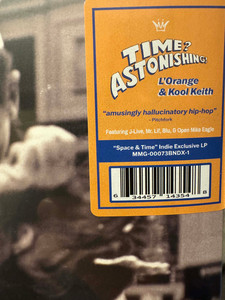 TIME?
ASTONISHING!
L'Orange
& Kool Keith
"amusingly hallucinatory hip-hop"
–Pitchfork
Featuring J-Live, Mr. Lif, Blu, & Open Mike Eagle
"Space & Time" Indie Exclusive LP
MMG-00073BNDX-1
6 34457 14354 8